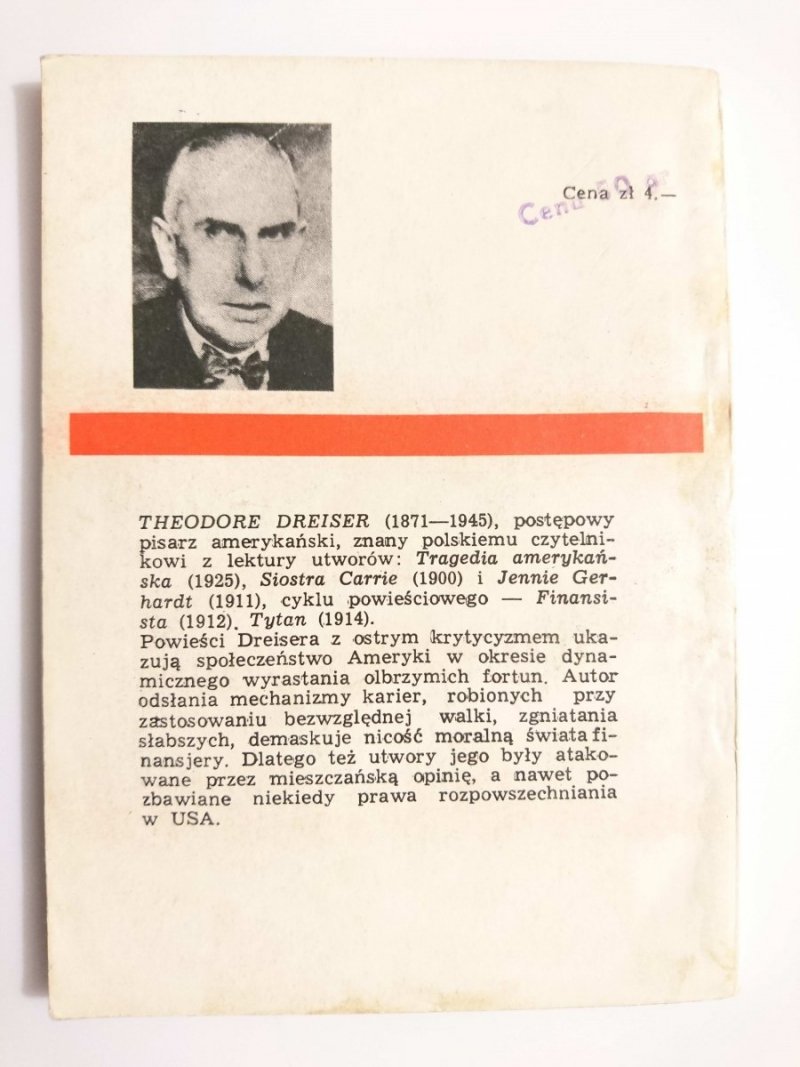 Cena zł 4.—
Cena 50 gr
THEODORE DREISER (1871—1945), postępowy
pisarz amerykański, znany polskiemu czytelni-
kowi z lektury utworów: Tragedia amerykań-
ska (1925), Siostra Carrie (1900) i Jennie Ger-
hardt (1911), cyklu powieściowego — Finansi-
sta (1912). Tytan (1914).
Powieści Dreisera z ostrym krytycyzmem uka-
zują społeczeństwo Ameryki w okresie dyna-
micznego wyrastania olbrzymich fortun. Autor
odsłania mechanizmy karier, robionych przy
zastosowaniu bezwzględnej walki, zgniatania
słabszych, demaskuje nicość moralną świata fi-
nansjery. Dlatego też utwory jego były atako-
wane przez mieszczańską opinię, a nawet po-
zbawiane niekiedy prawa rozpowszechniania
w USA.